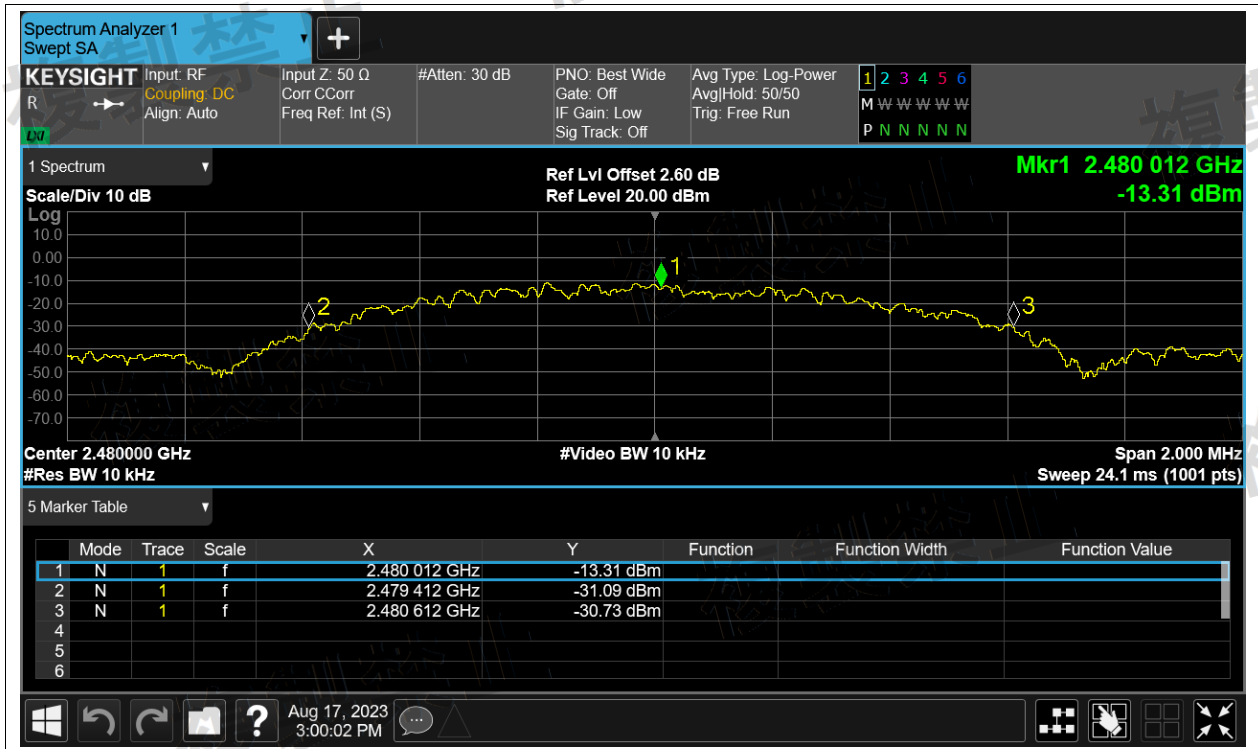 Spectrum Analyzer 1
Swept SA
KEYSIGHT
R
LXI
Input: RF
Coupling: DC
Align: Auto
Input Z: 50 Ω
Corr CCorr
Freq Ref: Int (S)
#Atten: 30 dB
PNO: Best Wide
Gate: Off
IF Gain: Low
Sig Track: Off
Avg Type: Log-Power
Avg|Hold: 50/50
Trig: Free Run
1 2 3 4 5 6
M W W W W W
P N N N N N
1 Spectrum
Scale/Div 10 dB
Ref Lvl Offset 2.60 dB
Ref Level 20.00 dBm
Mkr1 2.480 012 GHz
-13.31 dBm
Log
10.0
0.00
-10.0
-20.0
-30.0
-40.0
-50.0
-60.0
-70.0
1
2
3
Center 2.480000 GHz
#Video BW 10 kHz
Span 2.000 MHz
#Res BW 10 kHz
Sweep 24.1 ms (1001 pts)
5 Marker Table
Mode Trace Scale X Y Function Function Width Function Value
1 N 1 f 2.480 012 GHz -13.31 dBm
2 N 1 f 2.479 412 GHz -31.09 dBm
3 N 1 f 2.480 612 GHz -30.73 dBm
4
5
6
?
Aug 17, 2023
3:00:02 PM
複製禁止